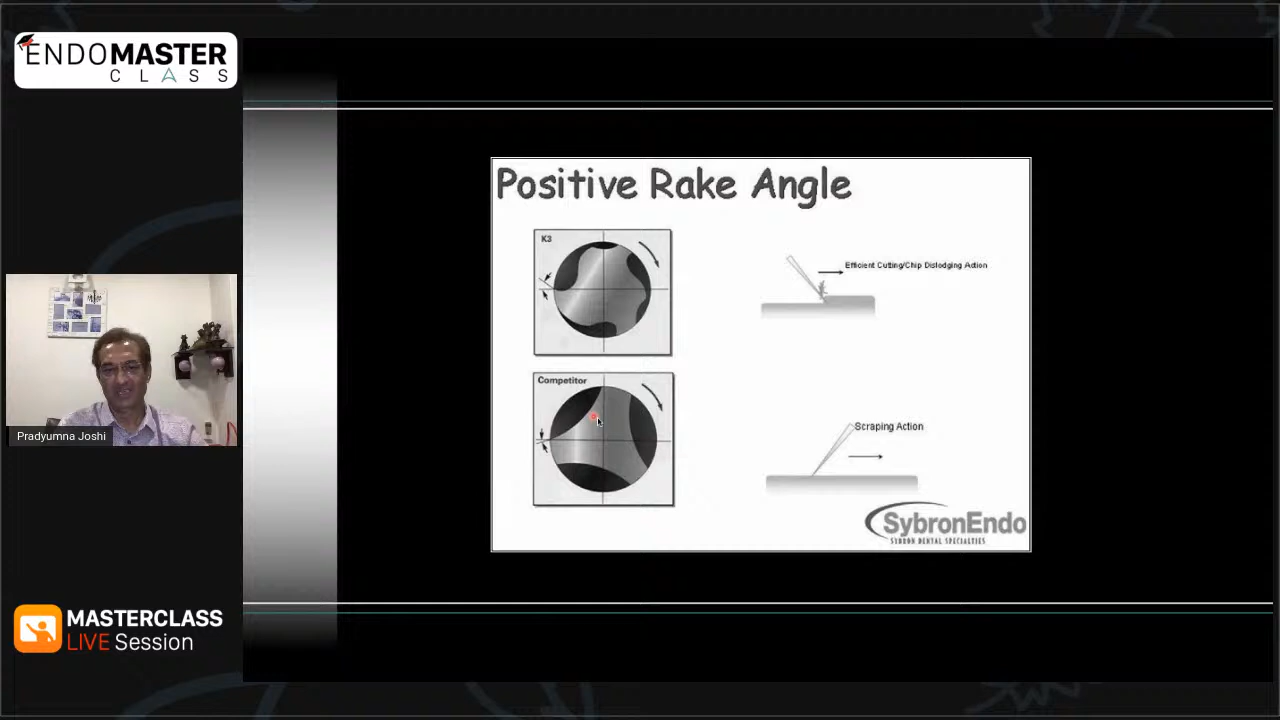 ENDOMASTER
CLASS
Positive Rake Angle
K3
Efficient Cutting/Chip Dislodging Action
Competitor
Scraping Action
SybronEndo
SYBRON DENTAL SPECIALTIES
Pradyumna Joshi
MASTERCLASS
LIVE Session